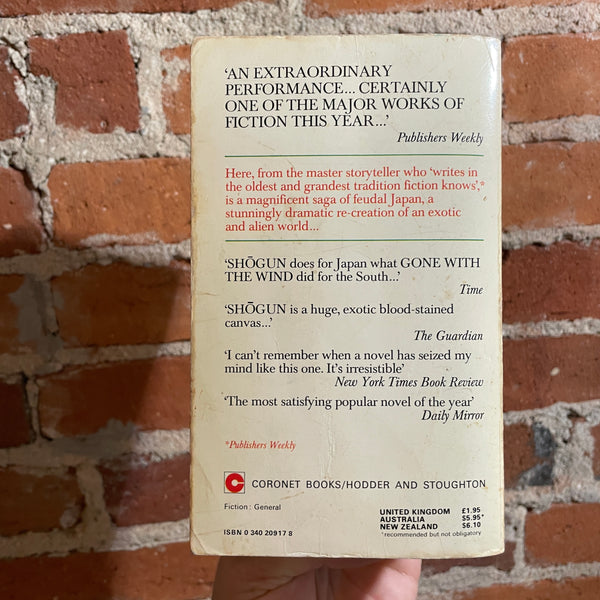 ‘AN EXTRAORDINARY
PERFORMANCE... CERTAINLY
ONE OF THE MAJOR WORKS OF
FICTION THIS YEAR...’
Publishers Weekly
Here, from the master storyteller who ‘writes in
the oldest and grandest tradition fiction knows’,*
is a magnificent saga of feudal Japan, a
stunningly dramatic re-creation of an exotic
and alien world...
‘SHŌGUN does for Japan what GONE WITH
THE WIND did for the South...’
Time
‘SHŌGUN is a huge, exotic blood-stained
canvas...’
The Guardian
‘I can’t remember when a novel has seized my
mind like this one. It’s irresistible’
New York Times Book Review
‘The most satisfying popular novel of the year’
Daily Mirror
*Publishers Weekly
CORONET BOOKS/HODDER AND STOUGHTON
Fiction: General
UNITED KINGDOM £1.95
AUSTRALIA $5.95*
NEW ZEALAND $6.10
*recommended but not obligatory
ISBN 0 340 20917 8